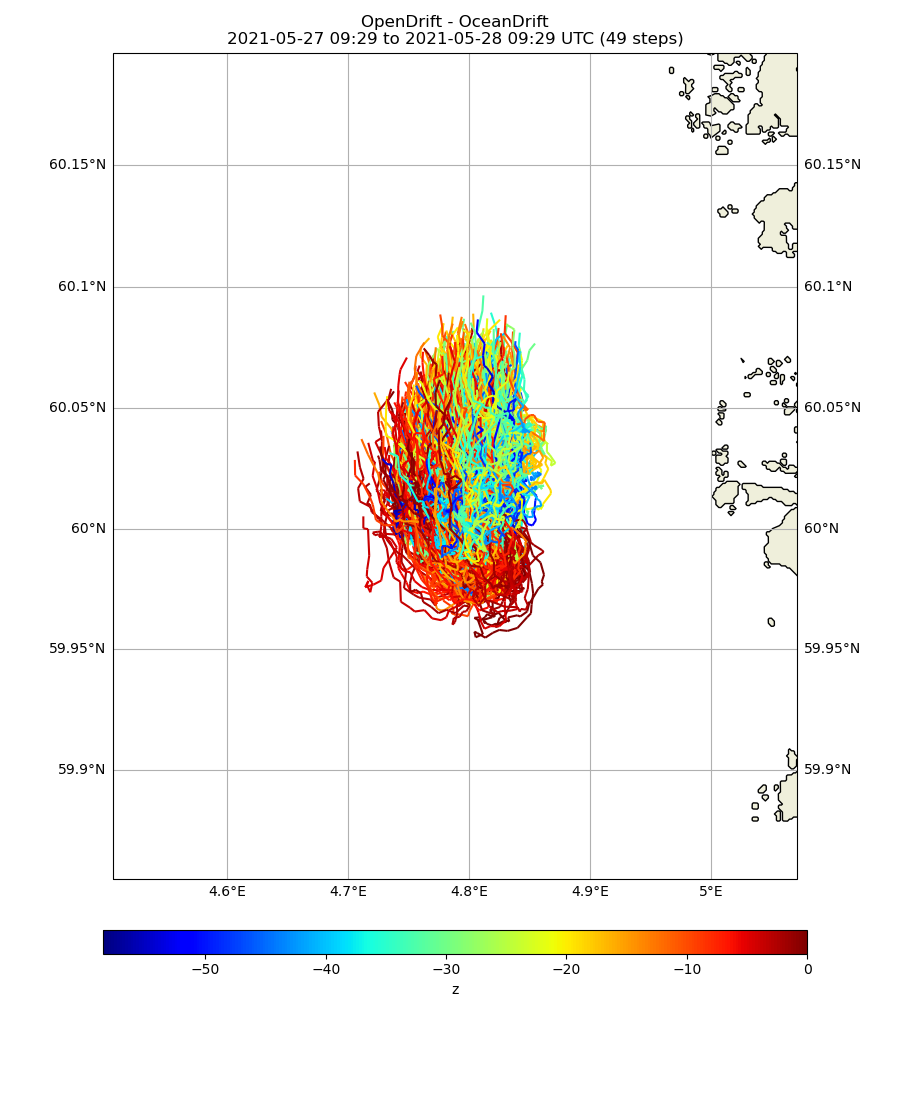 OpenDrift - OceanDrift
2021-05-27 09:29 to 2021-05-28 09:29 UTC (49 steps)
60.15°N 60.15°N
60.1°N 60.1°N
60.05°N 60.05°N
60°N 60°N
59.95°N 59.95°N
59.9°N 59.9°N
4.6°E 4.7°E 4.8°E 4.9°E 5°E
−50 −40 −30 −20 −10 0
z